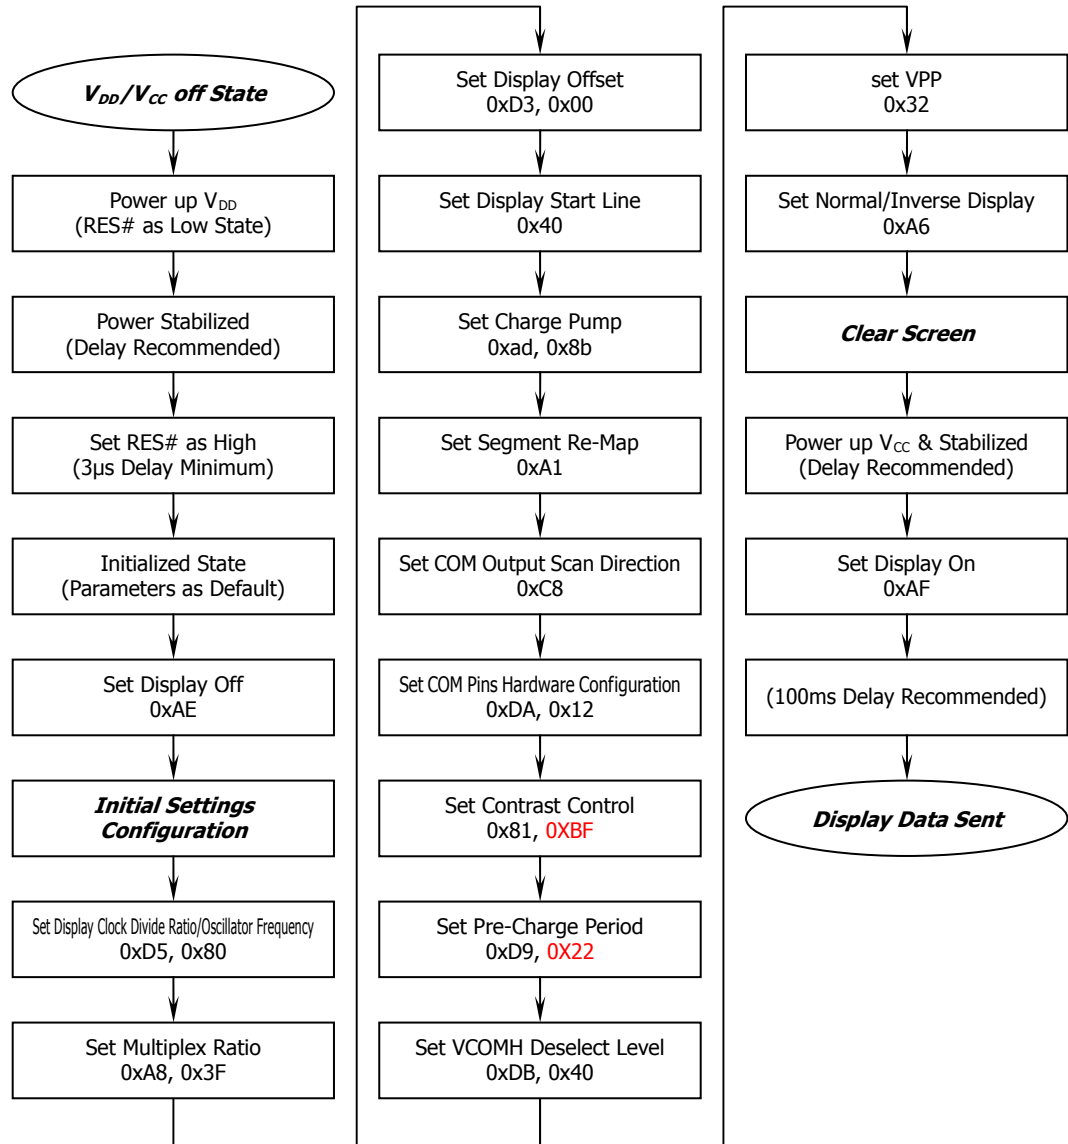 V_DD/V_CC off State
Power up V_DD
(RES# as Low State)
Power Stabilized
(Delay Recommended)
Set RES# as High
(3μs Delay Minimum)
Initialized State
(Parameters as Default)
Set Display Off
0xAE
Initial Settings
Configuration
Set Display Clock Divide Ratio/Oscillator Frequency
0xD5, 0x80
Set Multiplex Ratio
0xA8, 0x3F
Set Display Offset
0xD3, 0x00
Set Display Start Line
0x40
Set Charge Pump
0xad, 0x8b
Set Segment Re-Map
0xA1
Set COM Output Scan Direction
0xC8
Set COM Pins Hardware Configuration
0xDA, 0x12
Set Contrast Control
0x81, 0XBF
Set Pre-Charge Period
0xD9, 0X22
Set VCOMH Deselect Level
0xDB, 0x40
set VPP
0x32
Set Normal/Inverse Display
0xA6
Clear Screen
Power up V_CC & Stabilized
(Delay Recommended)
Set Display On
0xAF
(100ms Delay Recommended)
Display Data Sent